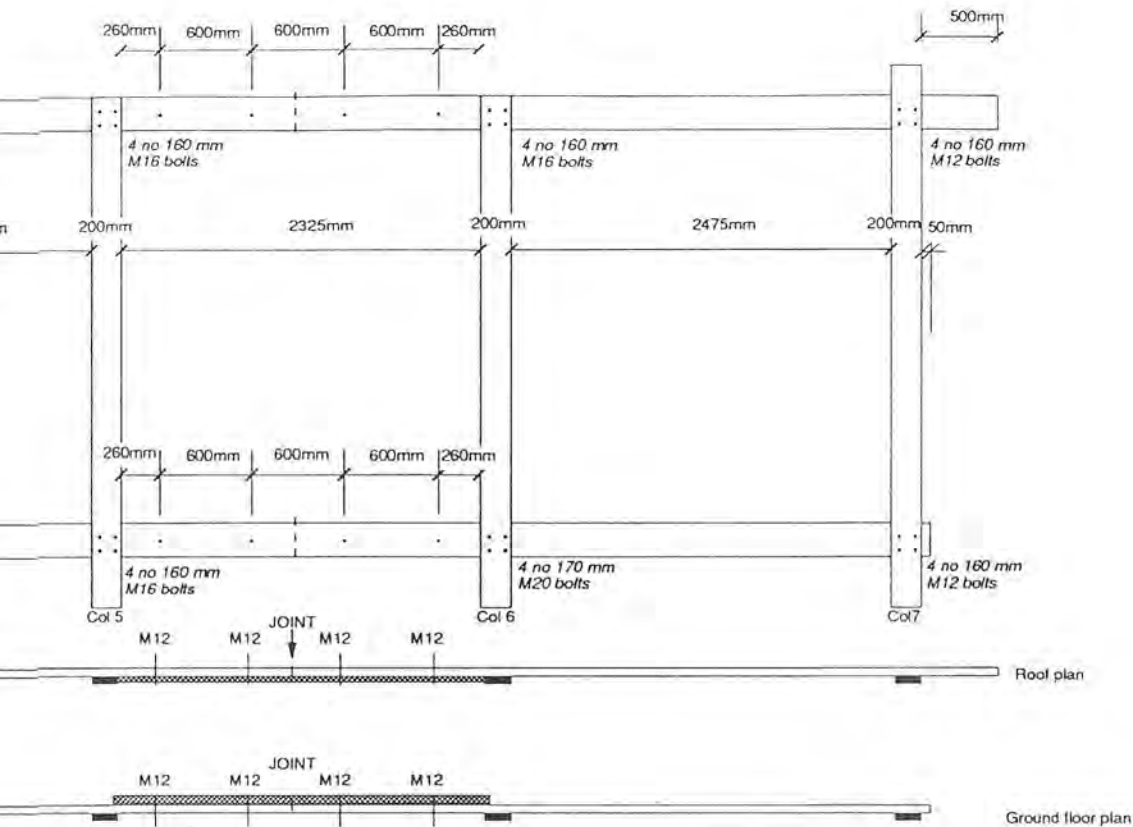 500mm
260mm 600mm 600mm 600mm 260mm
4 no 160 mm
M16 bolts
4 no 160 mm
M16 bolts
4 no 160 mm
M12 bolts
200mm 2325mm 200mm 2475mm 200mm 50mm
260mm 600mm 600mm 600mm 260mm
4 no 160 mm
M16 bolts
4 no 170 mm
M20 bolts
4 no 160 mm
M12 bolts
Col 5 Col 6 Col7
JOINT
M12 M12 M12 M12
Roof plan
JOINT
M12 M12 M12 M12
Ground floor plan